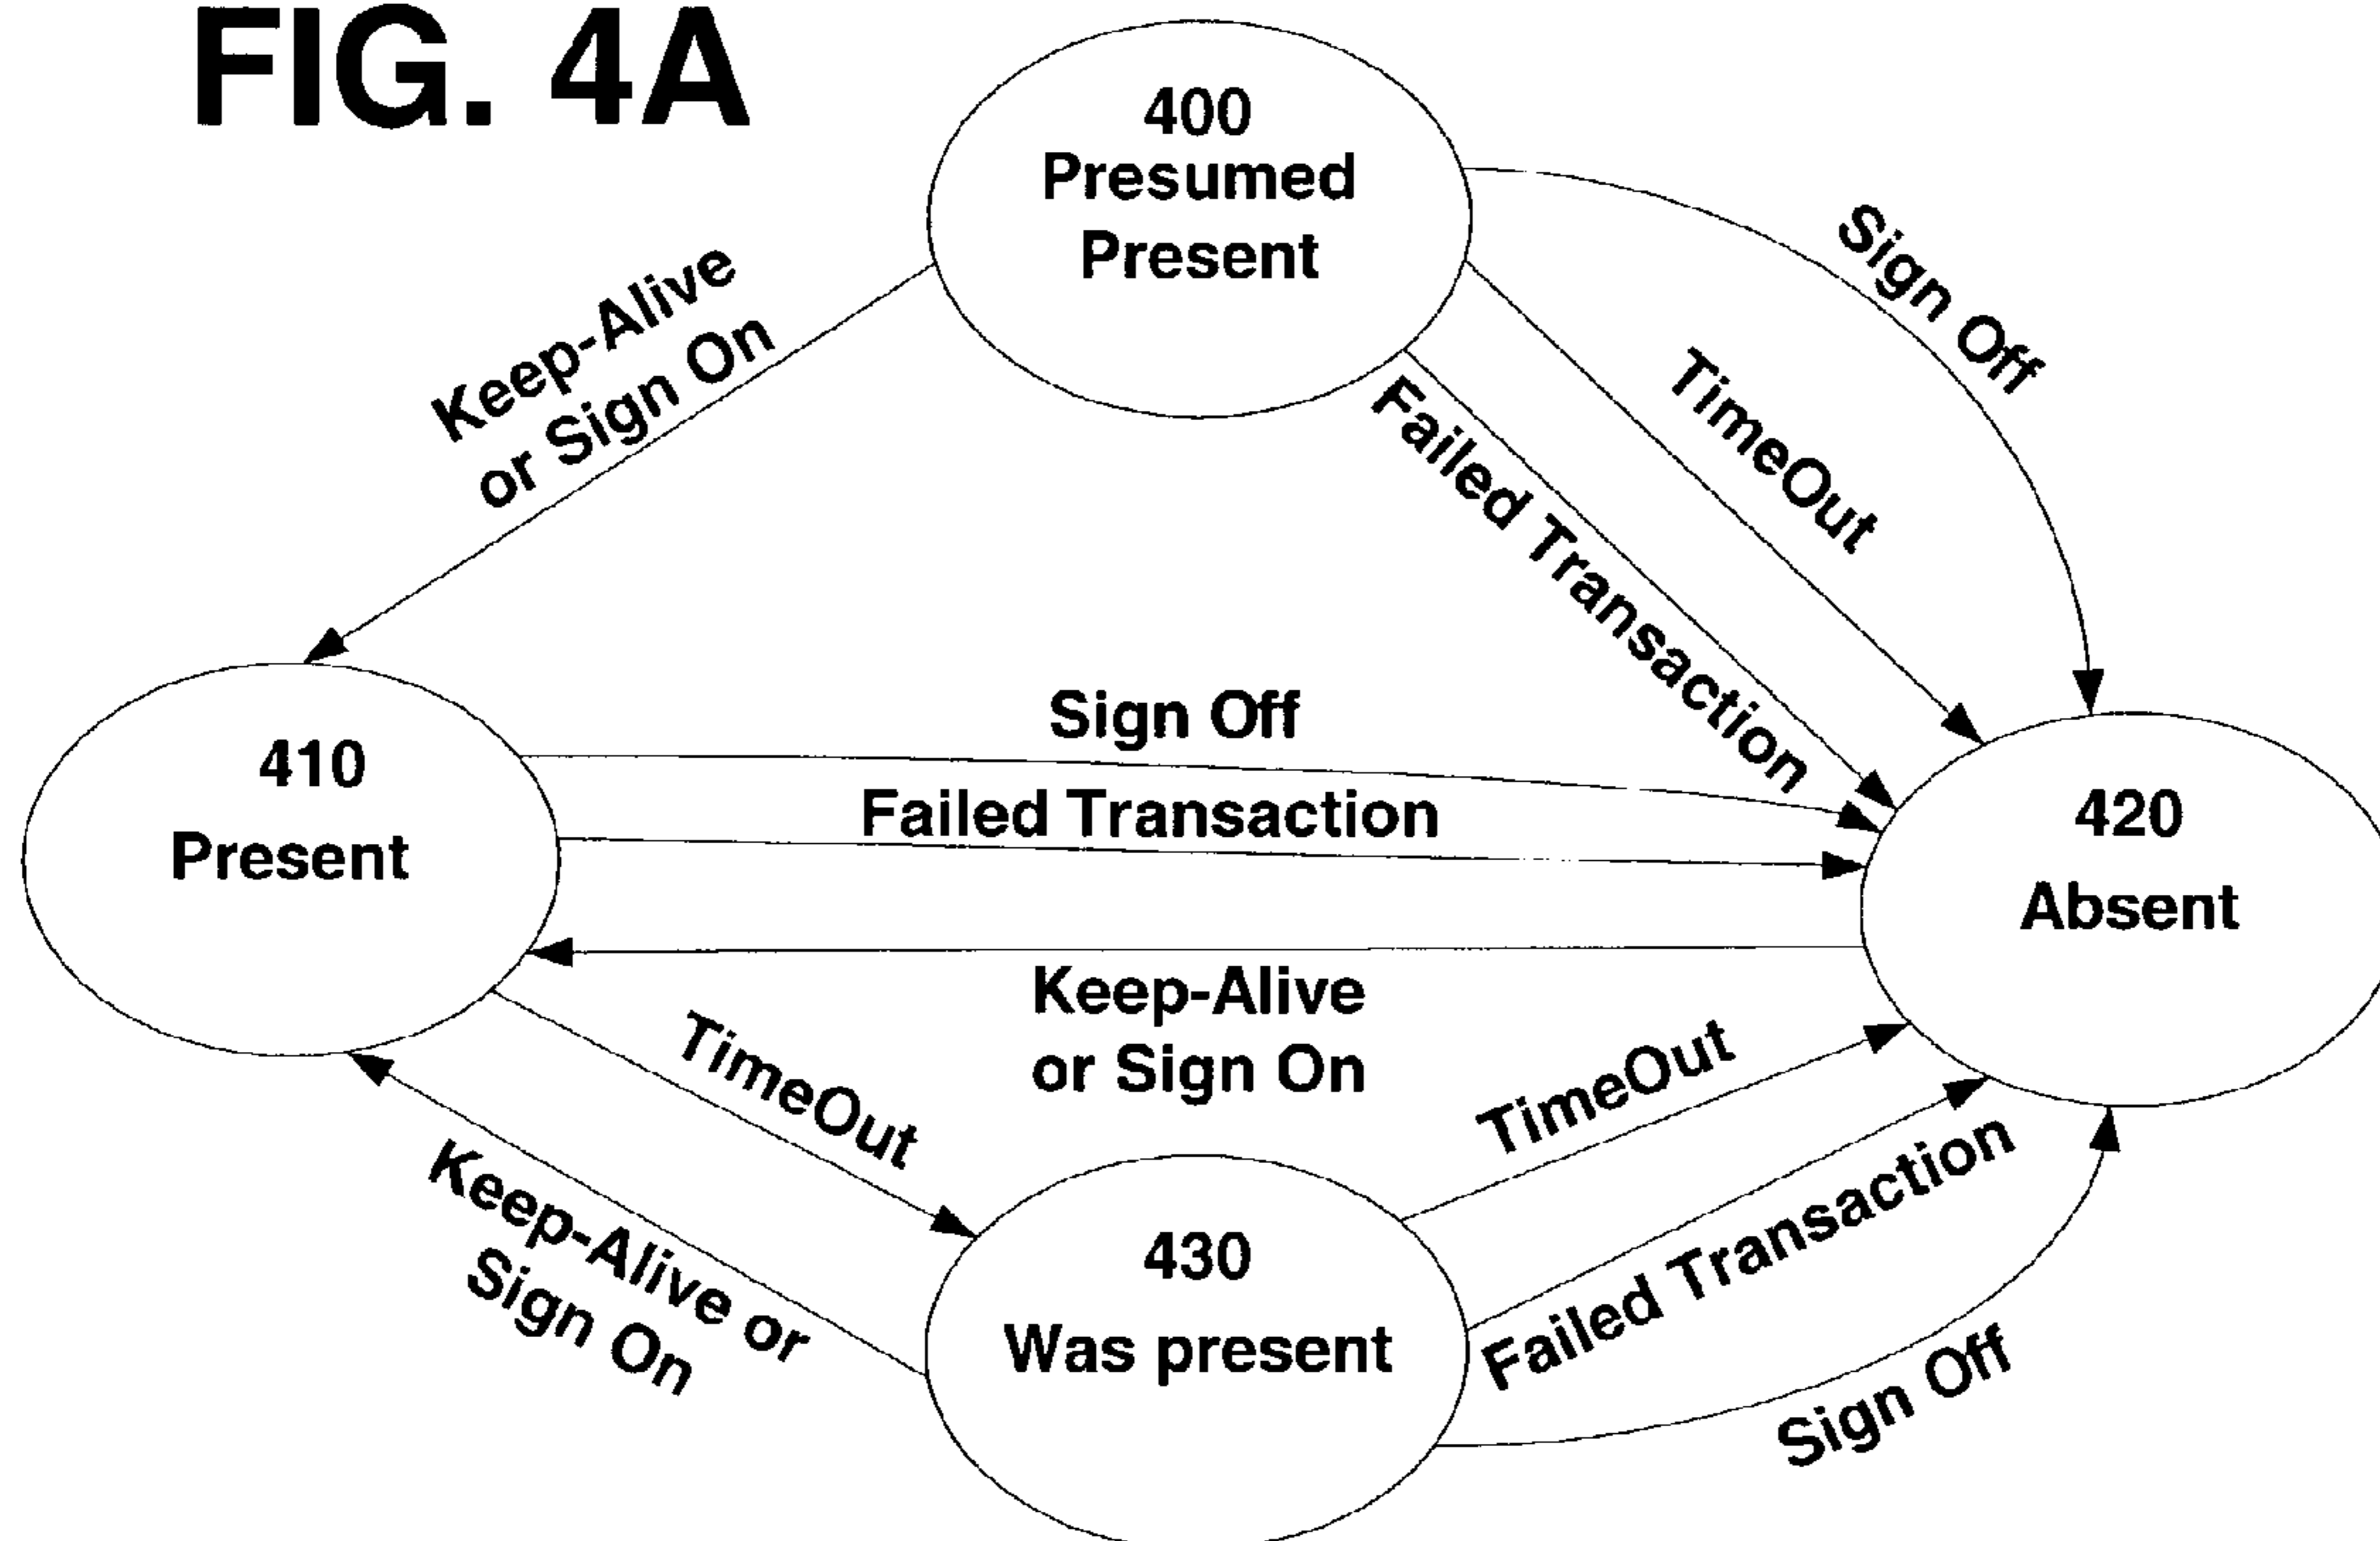 FIG. 4A
400
Presumed
Present
Keep-Alive
or Sign On
Sign Off
TimeOut
Failed Transaction
410
Present
Sign Off
Failed Transaction
Keep-Alive
or Sign On
420
Absent
TimeOut
Keep-Alive or
Sign On
430
Was present
TimeOut
Failed Transaction
Sign Off